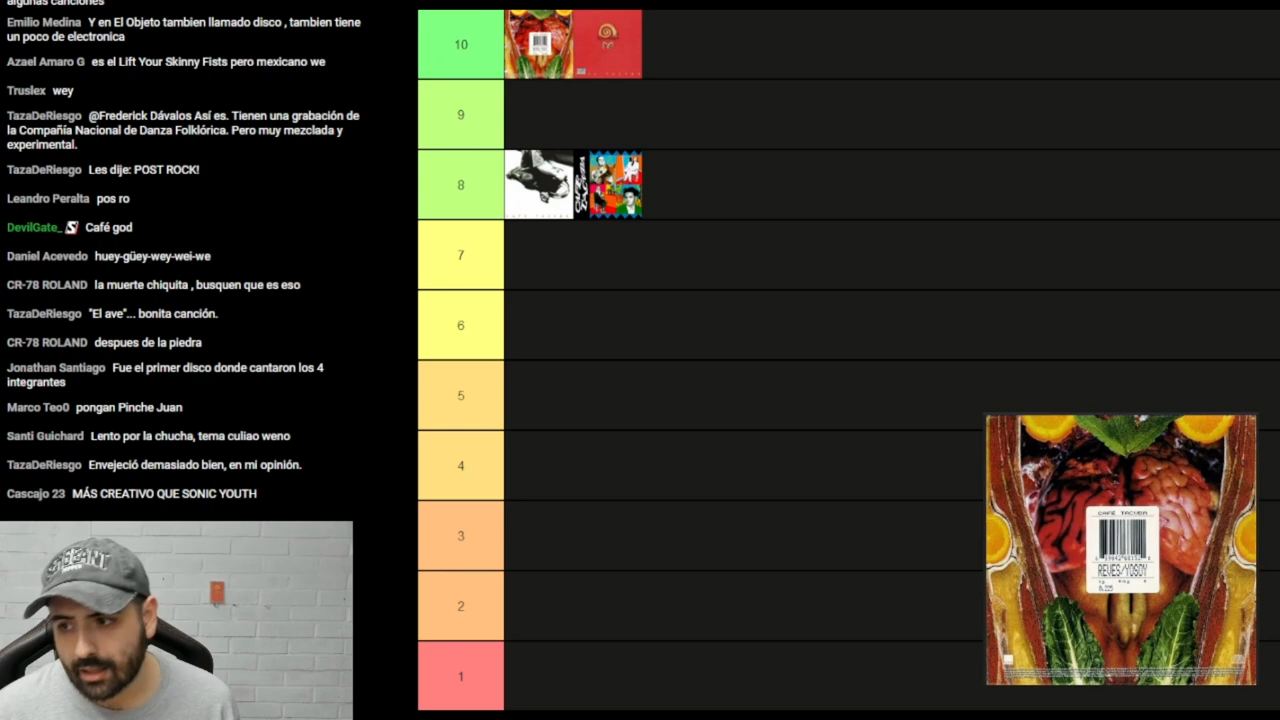 algunas canciones
Emilio Medina Y en El Objeto tambien llamado disco , tambien tiene
un poco de electronica
Azael Amaro G es el Lift Your Skinny Fists pero mexicano we
Truslex wey
TazaDeRiesgo @Frederick Dávalos Así es. Tienen una grabación de
la Compañía Nacional de Danza Folklórica. Pero muy mezclada y
experimental.
TazaDeRiesgo Les dije: POST ROCK!
Leandro Peralta pos ro
DevilGate_ S Café god
Daniel Acevedo huey-güey-wey-wei-we
CR-78 ROLAND la muerte chiquita , busquen que es eso
TazaDeRiesgo "El ave"... bonita canción.
CR-78 ROLAND despues de la piedra
Jonathan Santiago Fue el primer disco donde cantaron los 4
integrantes
Marco Teo0 pongan Pinche Juan
Santi Guichard Lento por la chucha, tema culiao weno
TazaDeRiesgo Envejeció demasiado bien, en mi opinión.
Cascajo 23 MÁS CREATIVO QUE SONIC YOUTH
10
9
8
7
6
5
4
3
2
1
CAFÉ TACUBA
REVES/YOSOY